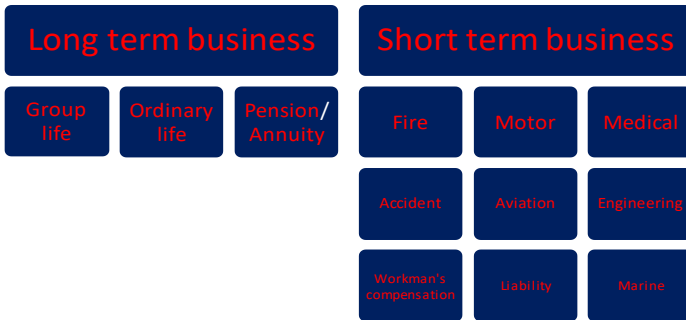 Long term business
Short term business
Group
life
Ordinary
life
Pension/
Annuity
Fire
Motor
Medical
Accident
Aviation
Engineering
Workman's
compensation
Liability
Marine